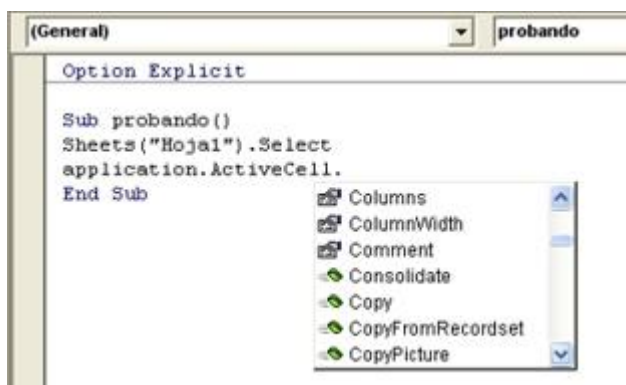 (General)
probando
Option Explicit
Sub probando()
Sheets("Hoja1").Select
application.ActiveCell.
End Sub
Columns
ColumnWidth
Comment
Consolidate
Copy
CopyFromRecordset
CopyPicture